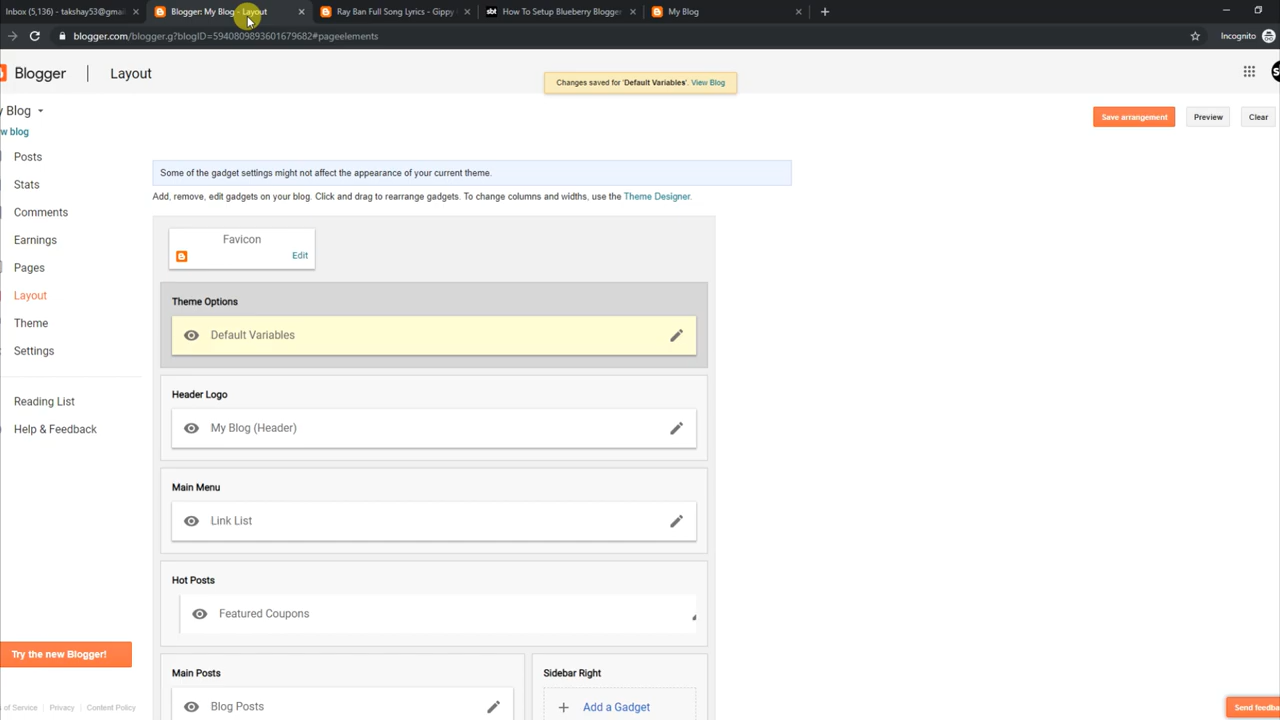 Inbox (5,136) - takshay53@gmail
Blogger: My Blog - Layout
Ray Ban Full Song Lyrics - Gippy
How To Setup Blueberry Blogger
My Blog
blogger.com/blogger.g?blogID=5940809893601679682#pageelements
Incognito
Blogger
Layout
Changes saved for 'Default Variables'. View Blog
y Blog
w blog
Save arrangement
Preview
Clear
Posts
Stats
Comments
Earnings
Pages
Layout
Theme
Settings
Reading List
Help & Feedback
Some of the gadget settings might not affect the appearance of your current theme.
Add, remove, edit gadgets on your blog. Click and drag to rearrange gadgets. To change columns and widths, use the Theme Designer.
Favicon
Edit
Theme Options
Default Variables
Header Logo
My Blog (Header)
Main Menu
Link List
Hot Posts
Featured Coupons
Main Posts
Blog Posts
Sidebar Right
Add a Gadget
Try the new Blogger!
s of Service
Privacy
Content Policy
Send feedba